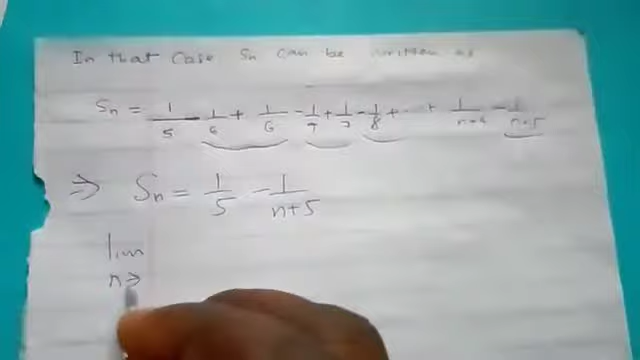 In that Case Sn can be written as
Sn = 1/5 - 1/6 + 1/6 - 1/7 + 1/7 - 1/8 + ... + 1/n+4 - 1/n+5
⇒ Sn = 1/5 - 1/n+5
lim
n→